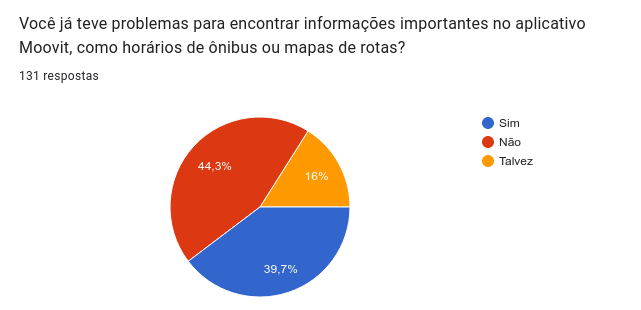 Você já teve problemas para encontrar informações importantes no aplicativo
Moovit, como horários de ônibus ou mapas de rotas?
131 respostas
Sim
Não
Talvez
44,3%
16%
39,7%